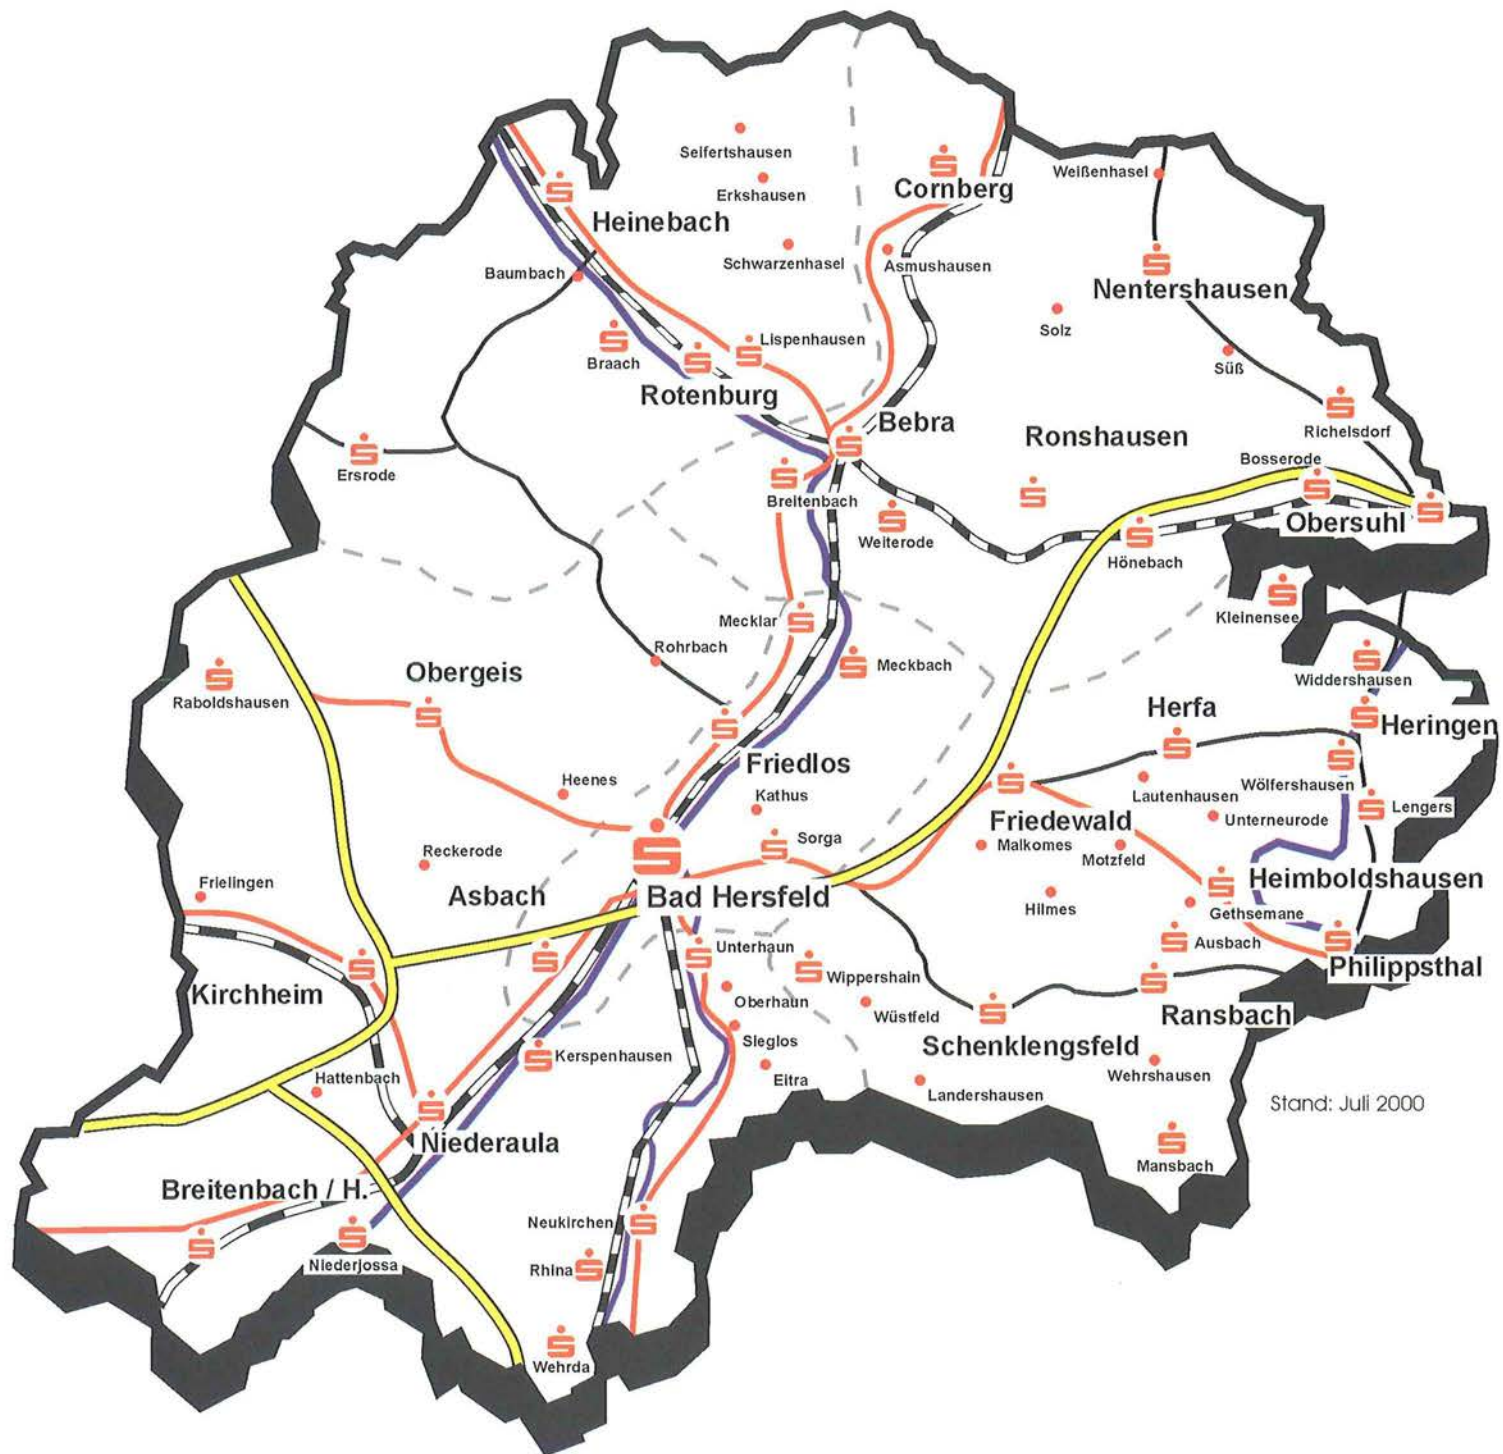 Seifertshausen
Weißenhasel
Erkshausen
Cornberg
Heinebach
Schwarzenhasel
Asmushausen
Baumbach
Nentershausen
Solz
Lispenhausen
Braach
Süß
Rotenburg
Bebra
Richelsdorf
Ronshausen
Bosserode
Ersrode
Breitenbach
Obersuhl
Weiterode
Hönebach
Kleinensee
Mecklar
Rohrbach
Meckbach
Obergeis
Widdershausen
Raboldshausen
Herfa
Heringen
Friedlos
Heenes
Wölfershausen
Kathus
Lautenhausen
Lengers
Friedewald
Unterneurode
Sorga
Malkomes
Motzfeld
Reckerode
Frielingen
Heimboldshausen
Asbach
Bad Hersfeld
Hilmes
Gethsemane
Ausbach
Unterhaun
Philippsthal
Wippershain
Kirchheim
Oberhaun
Wüstfeld
Ransbach
Sieglos
Schenklengsfeld
Kerspenhausen
Eitra
Wehrshausen
Hattenbach
Landershausen
Stand: Juli 2000
Niederaula
Mansbach
Breitenbach / H.
Neukirchen
Niederjossa
Rhina
Wehrda